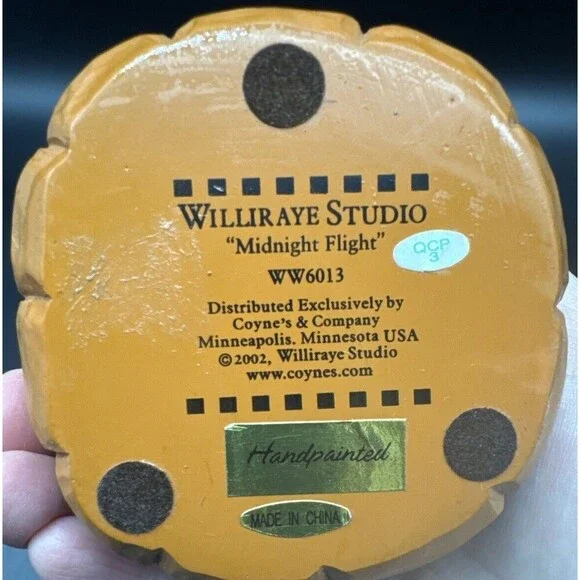 WILLIRAYE STUDIO
"Midnight Flight"
QCP
3
WW6013
Distributed Exclusively by
Coyne's & Company
Minneapolis. Minnesota USA
©2002, Williraye Studio
www.coynes.com
Handpainted
MADE IN CHINA